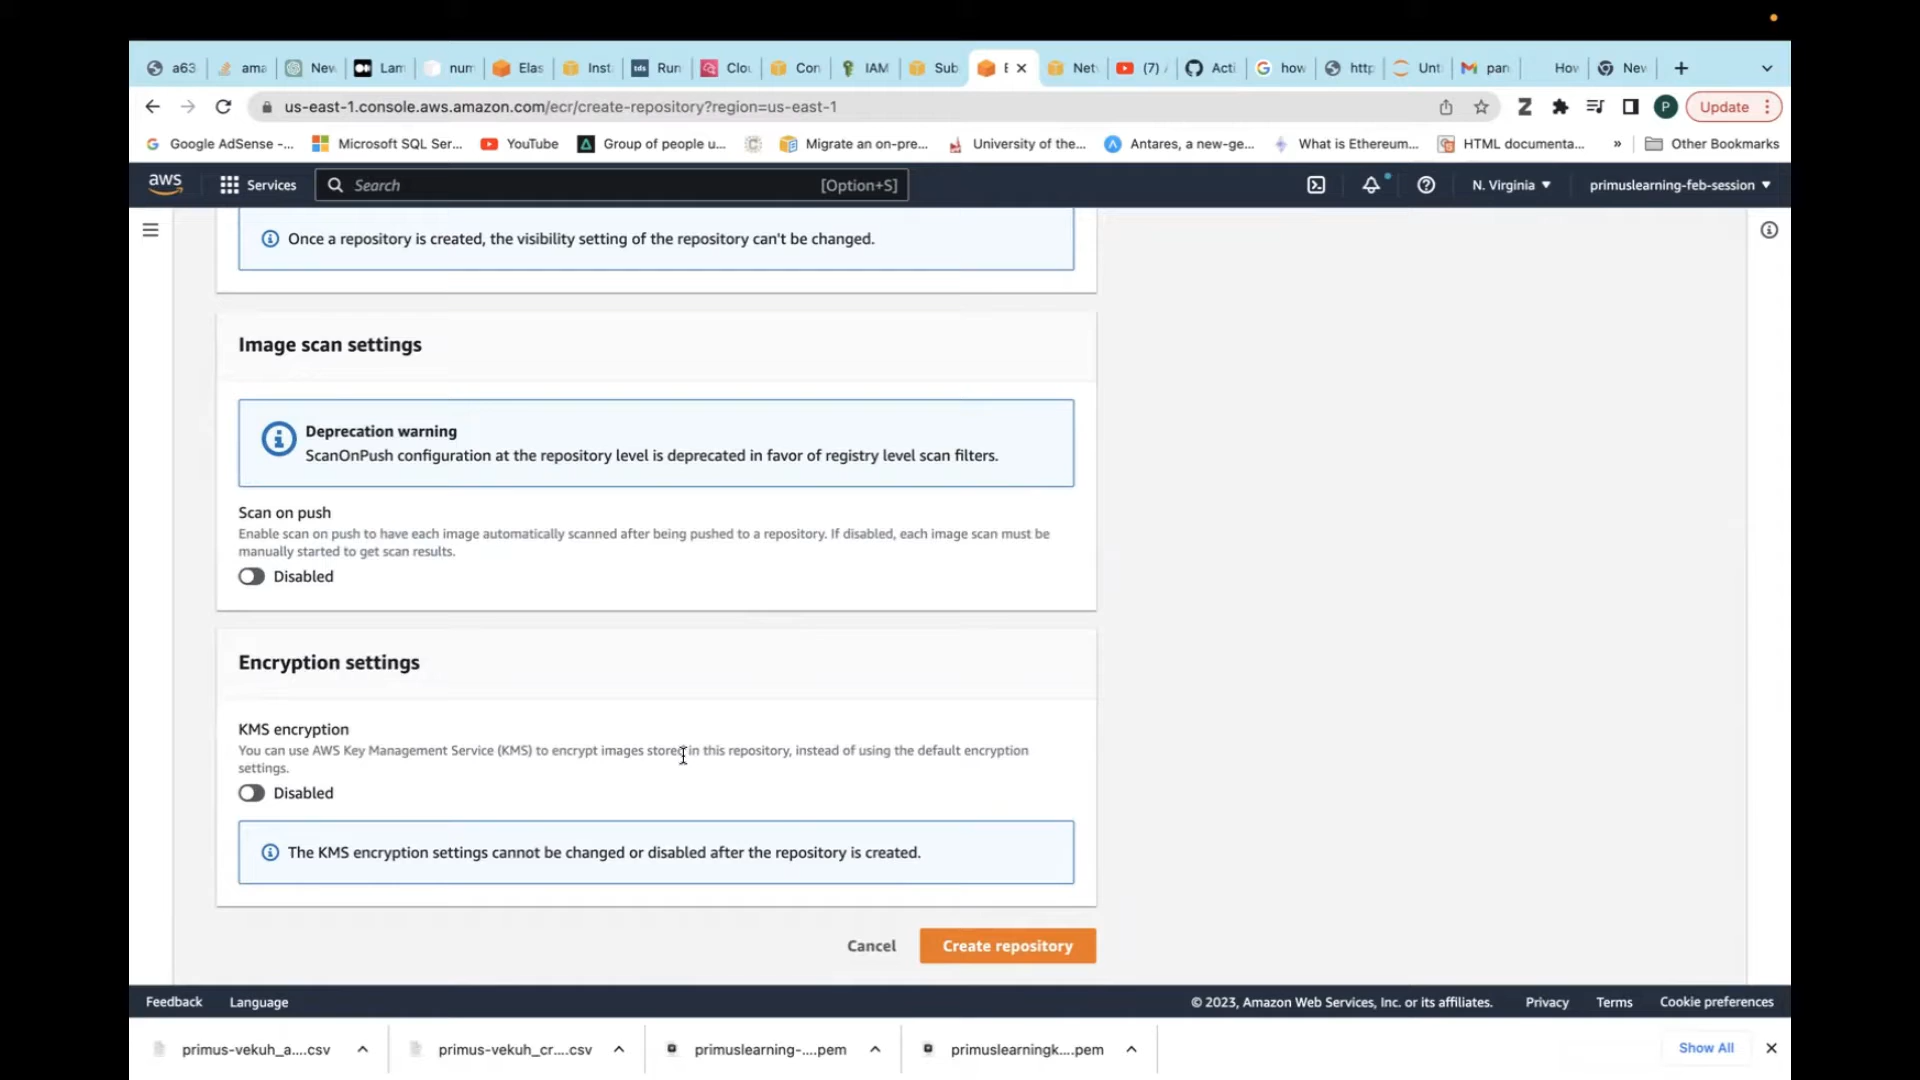 a63
ama
New
Lam
num
Elas
Inst
Run
Clo
Con
IAM
Sub
E
Net
(7)
Acti
how
http
Unt
pan
How
New
us-east-1.console.aws.amazon.com/ecr/create-repository?region=us-east-1
Z
P
Update
Google AdSense -...
Microsoft SQL Ser...
YouTube
Group of people u...
Migrate an on-pre...
University of the...
Antares, a new-ge...
What is Ethereum...
HTML documenta...
»
Other Bookmarks
aws
Services
Search
[Option+S]
N. Virginia
primuslearning-feb-session
Once a repository is created, the visibility setting of the repository can't be changed.
Image scan settings
Deprecation warning
ScanOnPush configuration at the repository level is deprecated in favor of registry level scan filters.
Scan on push
Enable scan on push to have each image automatically scanned after being pushed to a repository. If disabled, each image scan must be
manually started to get scan results.
Disabled
Encryption settings
KMS encryption
You can use AWS Key Management Service (KMS) to encrypt images stored in this repository, instead of using the default encryption
settings.
Disabled
The KMS encryption settings cannot be changed or disabled after the repository is created.
Cancel
Create repository
Feedback
Language
© 2023, Amazon Web Services, Inc. or its affiliates.
Privacy
Terms
Cookie preferences
primus-vekuh_a....csv
primus-vekuh_cr....csv
primuslearning-....pem
primuslearningk....pem
Show All